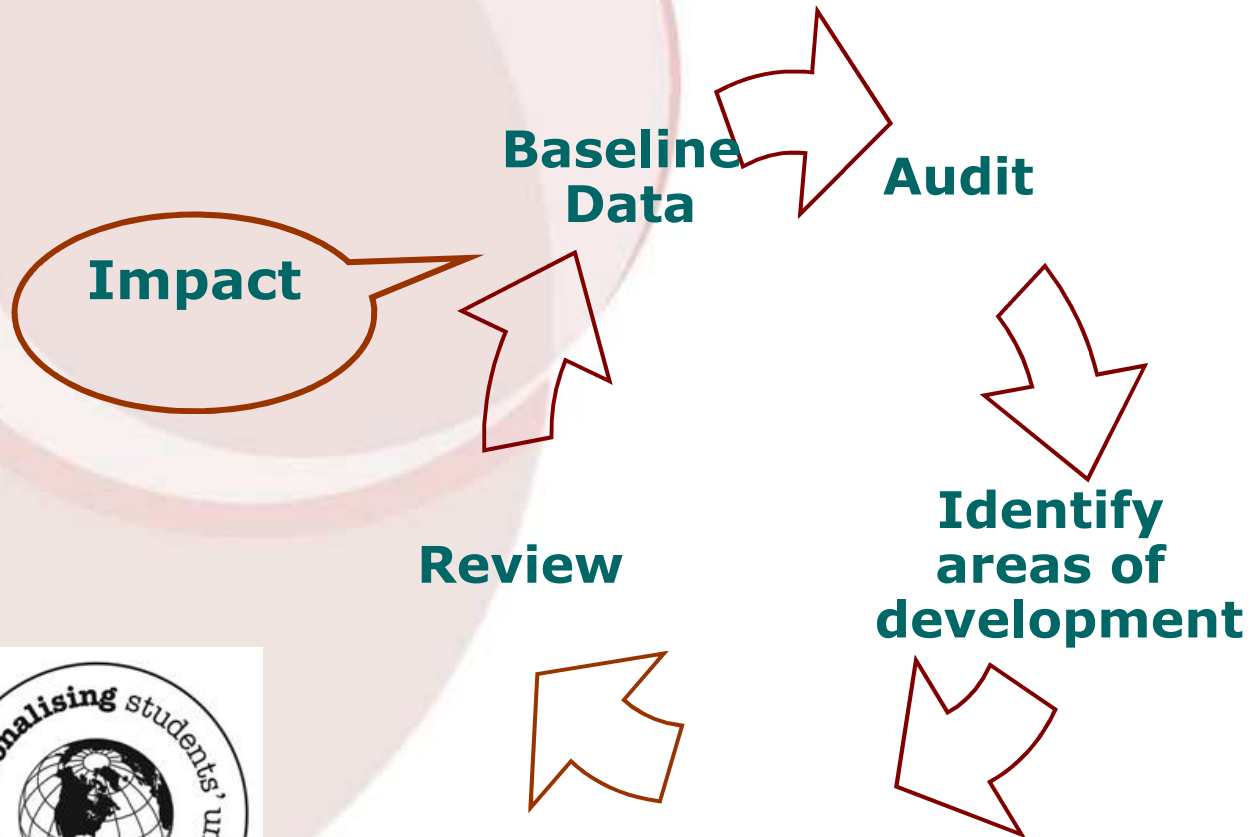 Baseline
Data
Audit
Impact
Identify
areas of
development
Review
students'